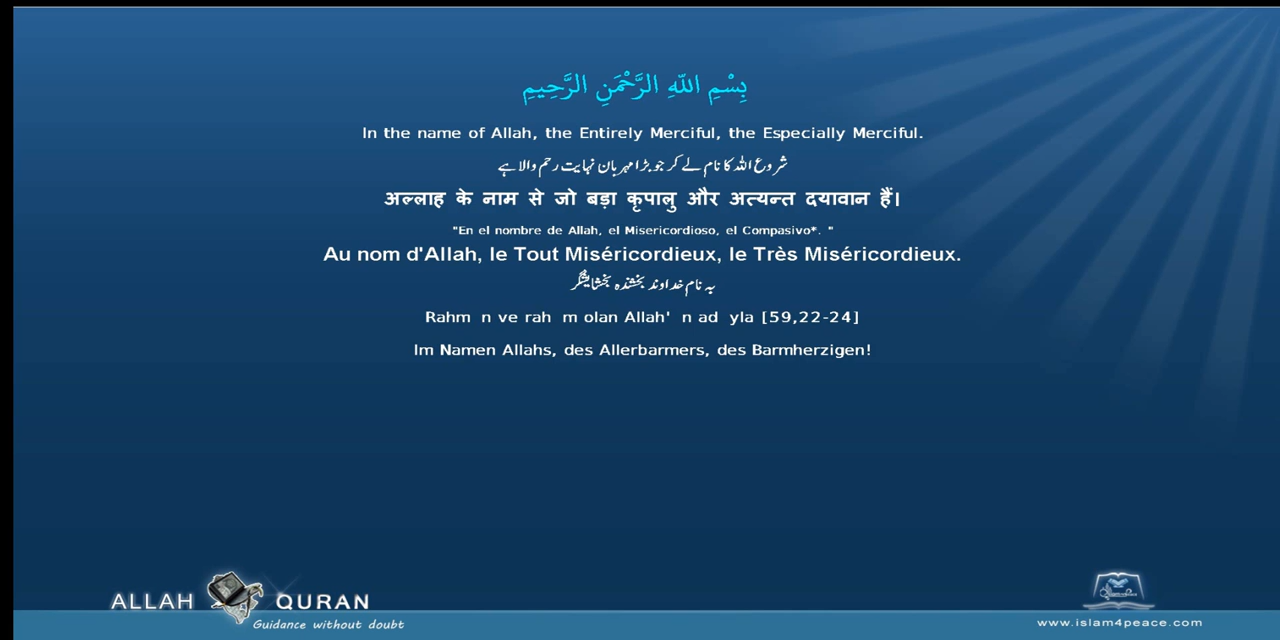 بِسْمِ اللَّهِ الرَّحْمَنِ الرَّحِيمِ
In the name of Allah, the Entirely Merciful, the Especially Merciful.
شروع اللہ کا نام لے کر جو بڑا مہربان نہایت رحم والا ہے
अल्लाह के नाम से जो बड़ा कृपालु और अत्यन्त दयावान हैं।
"En el nombre de Allah, el Misericordioso, el Compasivo*. "
Au nom d'Allah, le Tout Miséricordieux, le Très Miséricordieux.
به نام خداوند بخشنده بخشایشگر
Rahm n ve rah m olan Allah' n ad yla [59,22-24]
Im Namen Allahs, des Allerbarmers, des Barmherzigen!
ALLAH QURAN
Guidance without doubt
www.islam4peace.com